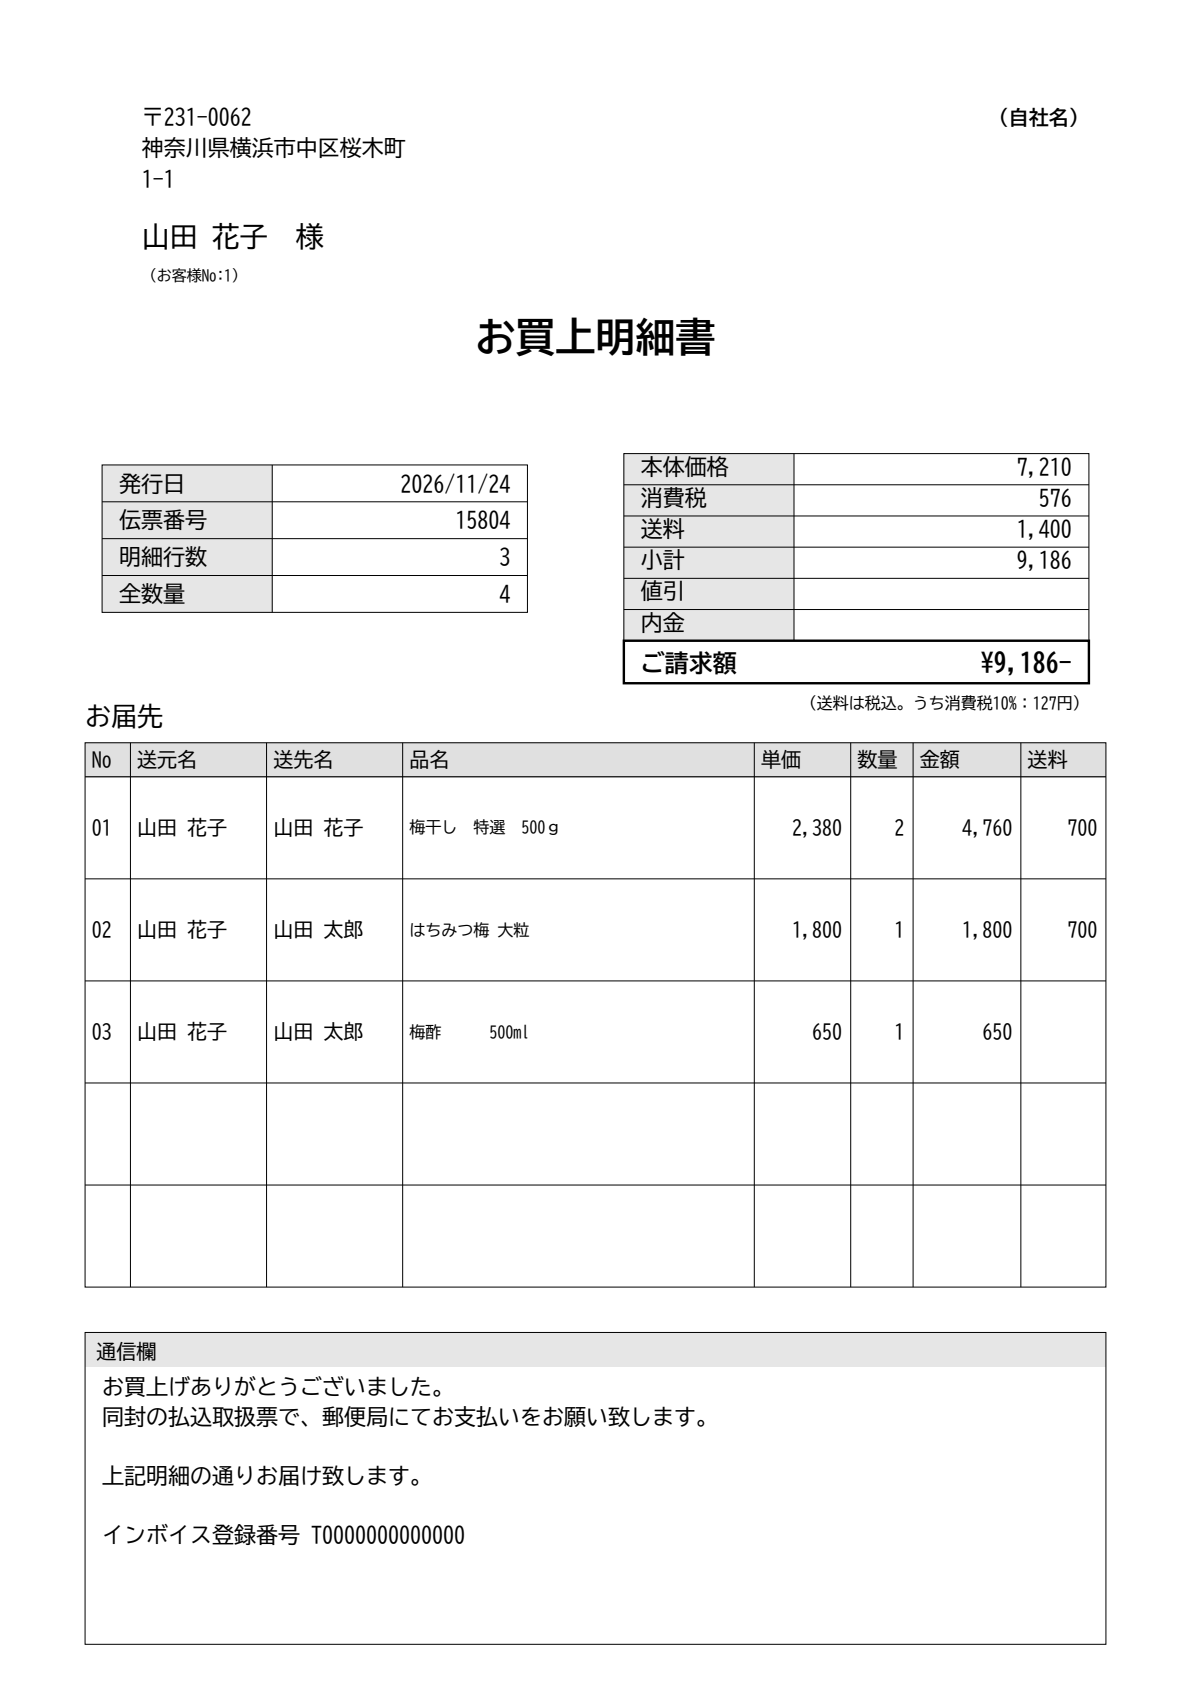 〒231-0062
神奈川県横浜市中区桜木町
1-1
（自社名）
山田 花子　様
（お客様No:1）
お買上明細書
発行日 2026/11/24
伝票番号 15804
明細行数 3
全数量 4
本体価格 7,210
消費税 576
送料 1,400
小計 9,186
値引
内金
ご請求額 ¥9,186-
（送料は税込。うち消費税10%：127円）
お届先
No 送元名 送先名 品名 単価 数量 金額 送料
01 山田 花子 山田 花子 梅干し　特選　500ｇ 2,380 2 4,760 700
02 山田 花子 山田 太郎 はちみつ梅 大粒 1,800 1 1,800 700
03 山田 花子 山田 太郎 梅酢　　　500ml 650 1 650
通信欄
お買上げありがとうございました。
同封の払込取扱票で、郵便局にてお支払いをお願い致します。
上記明細の通りお届け致します。
インボイス登録番号 T0000000000000